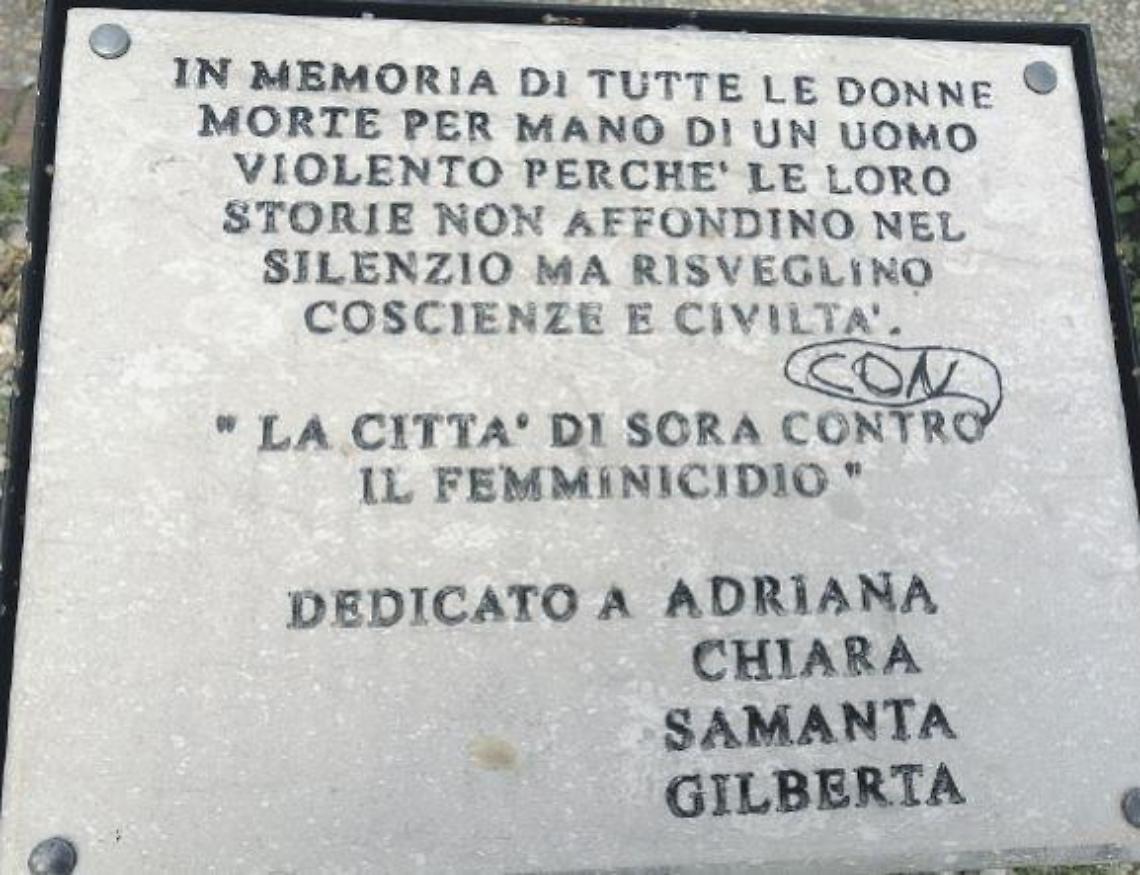 IN MEMORIA DI TUTTE LE DONNE
MORTE PER MANO DI UN UOMO
VIOLENTO PERCHE' LE LORO
STORIE NON AFFONDINO NEL
SILENZIO MA RISVEGLINO
COSCIENZE E CIVILTA'.
CON
" LA CITTA' DI SORA CONTRO
IL FEMMINICIDIO "
DEDICATO A ADRIANA
CHIARA
SAMANTA
GILBERTA